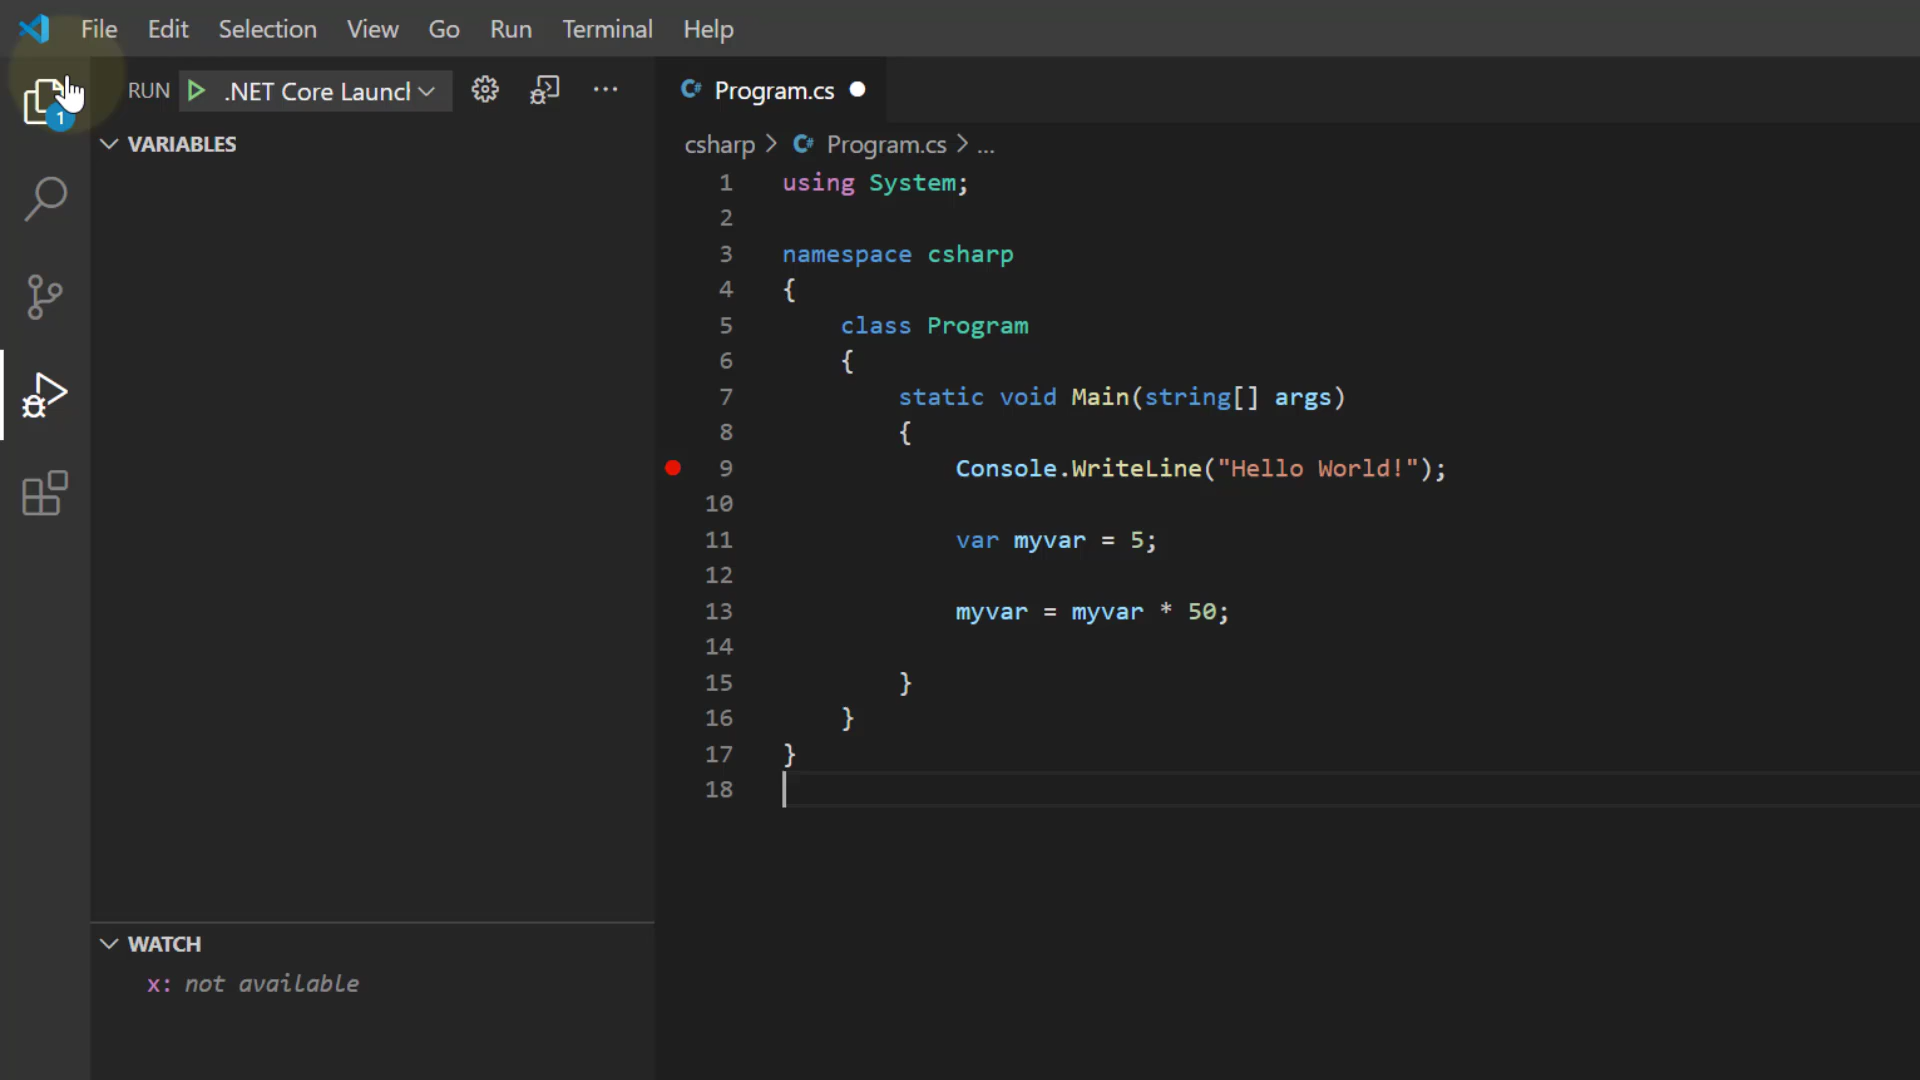 File Edit Selection View Go Run Terminal Help
RUN .NET Core Launch ...
Program.cs
1
VARIABLES
csharp > Program.cs > ...
1 using System;
2
3 namespace csharp
4 {
5 class Program
6 {
7 static void Main(string[] args)
8 {
9 Console.WriteLine("Hello World!");
10
11 var myvar = 5;
12
13 myvar = myvar * 50;
14
15 }
16 }
17 }
18
WATCH
x: not available